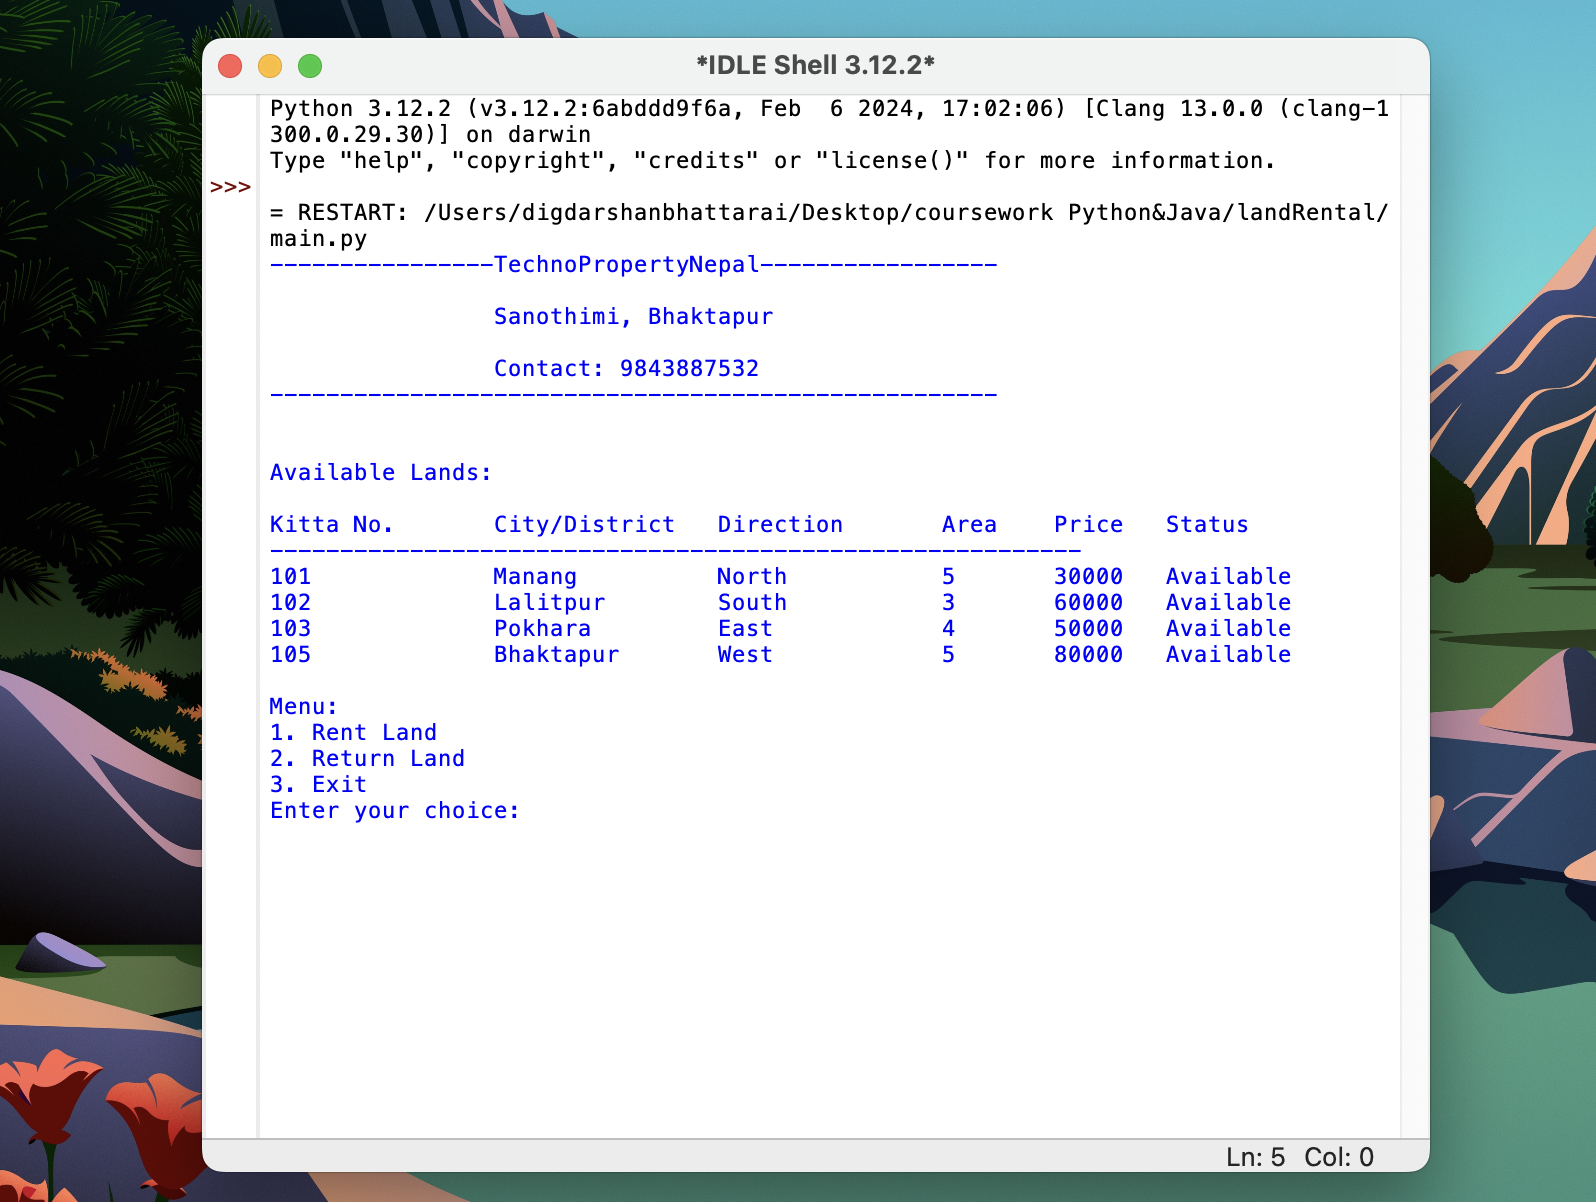 *IDLE Shell 3.12.2*
Python 3.12.2 (v3.12.2:6abddd9f6a, Feb  6 2024, 17:02:06) [Clang 13.0.0 (clang-1
300.0.29.30)] on darwin
Type "help", "copyright", "credits" or "license()" for more information.
>>>
= RESTART: /Users/digdarshanbhattarai/Desktop/coursework Python&Java/landRental/
main.py
----------------TechnoPropertyNepal-----------------
Sanothimi, Bhaktapur
Contact: 9843887532
----------------------------------------------------
Available Lands:
Kitta No.       City/District   Direction       Area    Price   Status
----------------------------------------------------------
101             Manang          North           5       30000   Available
102             Lalitpur        South           3       60000   Available
103             Pokhara         East            4       50000   Available
105             Bhaktapur       West            5       80000   Available
Menu:
1. Rent Land
2. Return Land
3. Exit
Enter your choice:
Ln: 5  Col: 0